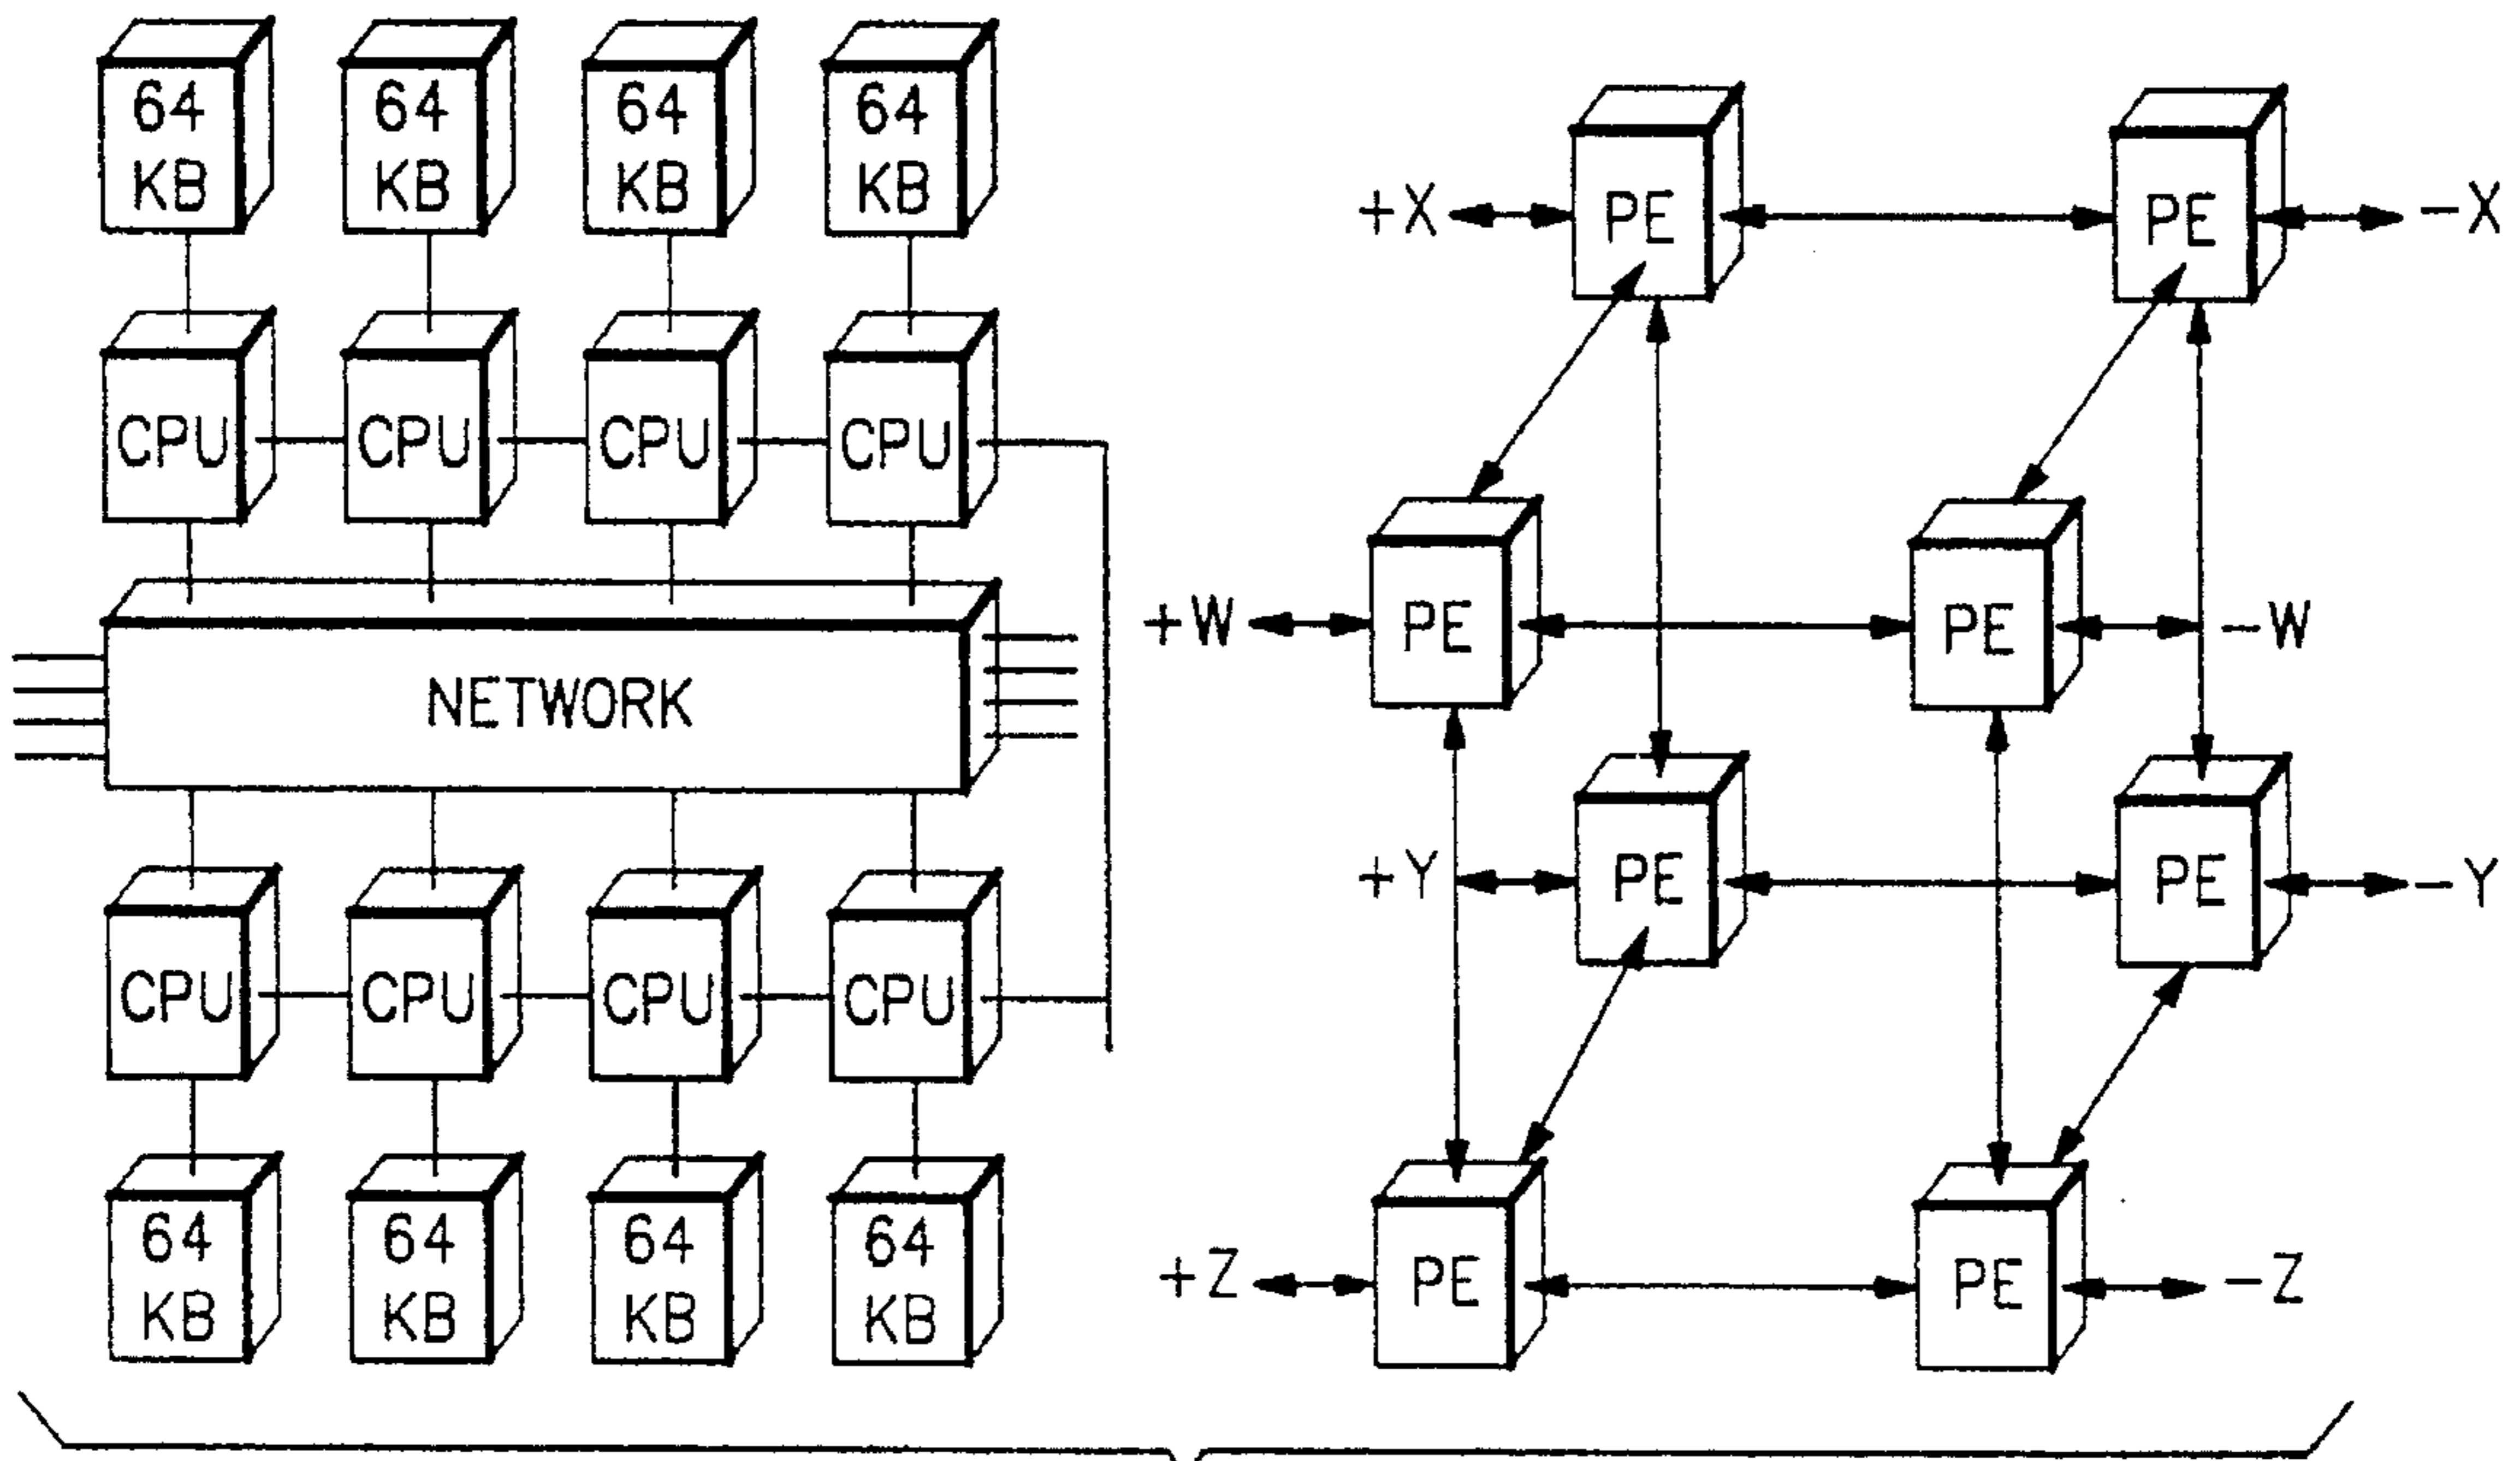 64 KB
64 KB
64 KB
64 KB
CPU
CPU
CPU
CPU
NETWORK
CPU
CPU
CPU
CPU
64 KB
64 KB
64 KB
64 KB
+X PE PE -X
+W PE PE -W
+Y PE PE -Y
+Z PE PE -Z